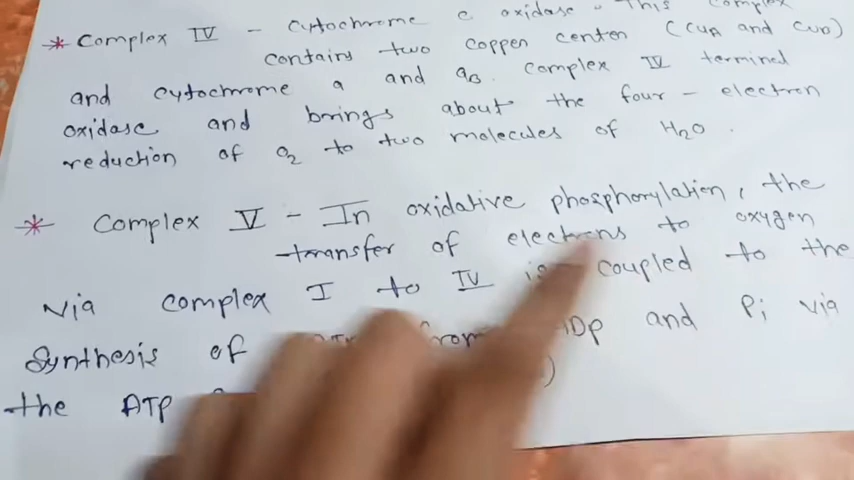 * Complex IV - cytochrome c oxidase. This complex
contains two copper center (CuA and CuB)
and cytochrome a and a3. Complex IV terminal
oxidase and brings about the four - electron
reduction of O2 to two molecules of H2O.
* Complex V - In oxidative phosphorylation, the
transfer of electrons to oxygen
via complex I to IV is coupled to the
synthesis of ADP and Pi via
the ATP